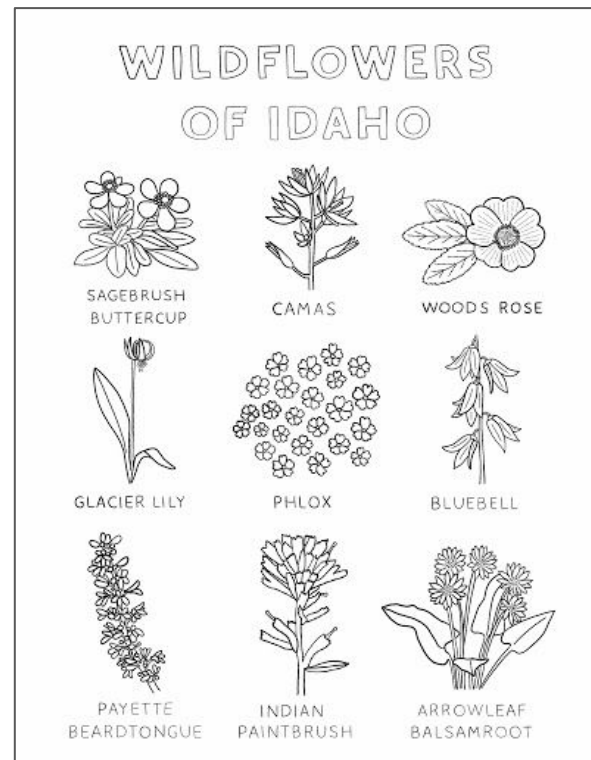 WILDFLOWERS
OF IDAHO
SAGEBRUSH
BUTTERCUP
CAMAS
WOODS ROSE
GLACIER LILY
PHLOX
BLUEBELL
PAYETTE
BEARDTONGUE
INDIAN
PAINTBRUSH
ARROWLEAF
BALSAMROOT